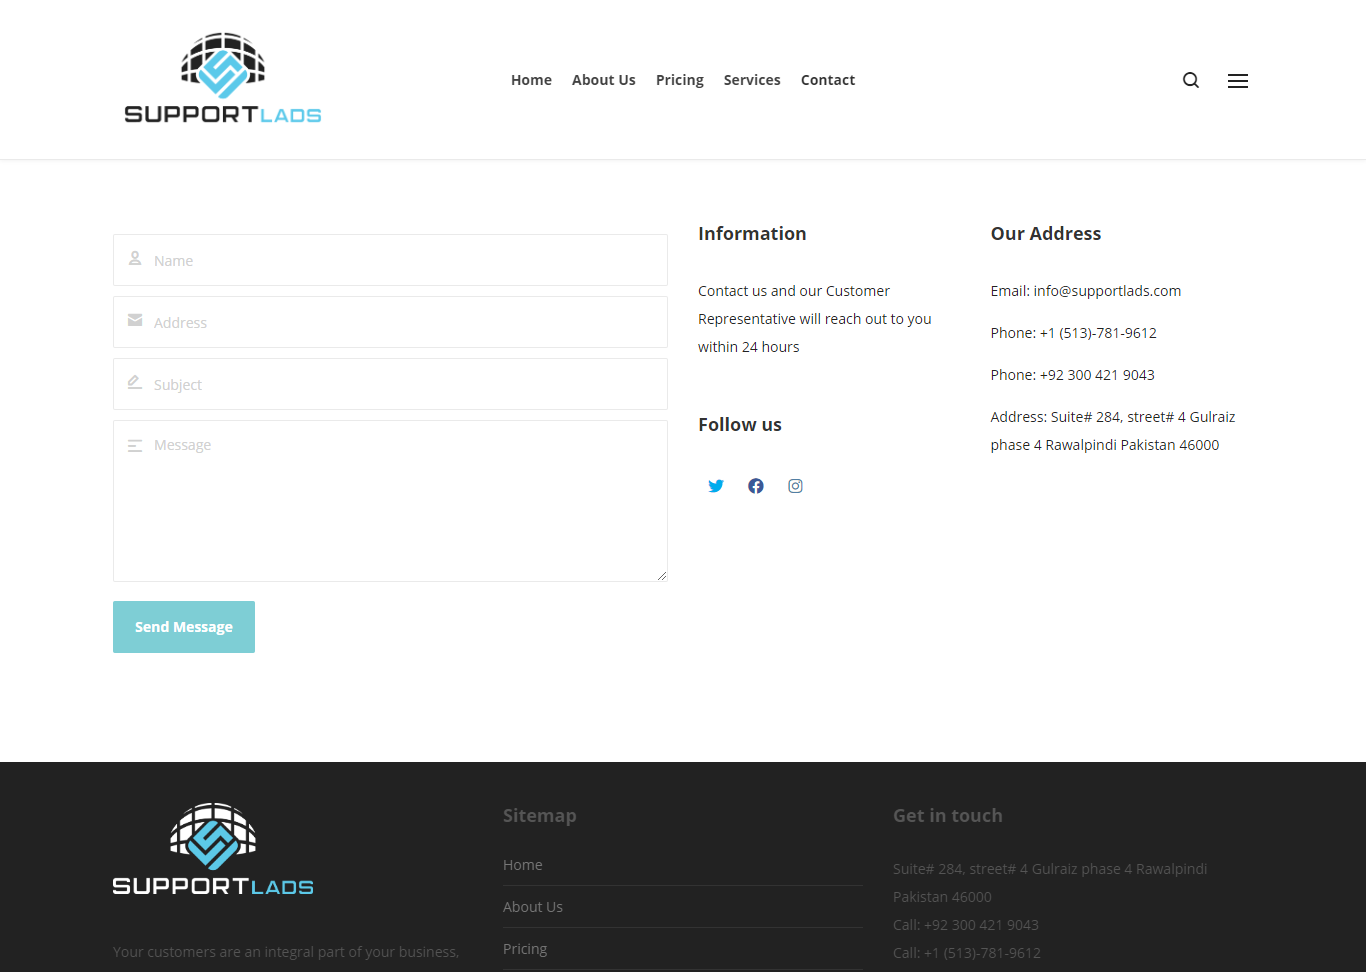 SUPPORTLADS
Home About Us Pricing Services Contact
Name
Address
Subject
Message
Send Message
Information
Contact us and our Customer
Representative will reach out to you
within 24 hours
Follow us
Our Address
Email: info@supportlads.com
Phone: +1 (513)-781-9612
Phone: +92 300 421 9043
Address: Suite# 284, street# 4 Gulraiz
phase 4 Rawalpindi Pakistan 46000
SUPPORTLADS
Your customers are an integral part of your business,
Sitemap
Home
About Us
Pricing
Get in touch
Suite# 284, street# 4 Gulraiz phase 4 Rawalpindi
Pakistan 46000
Call: +92 300 421 9043
Call: +1 (513)-781-9612